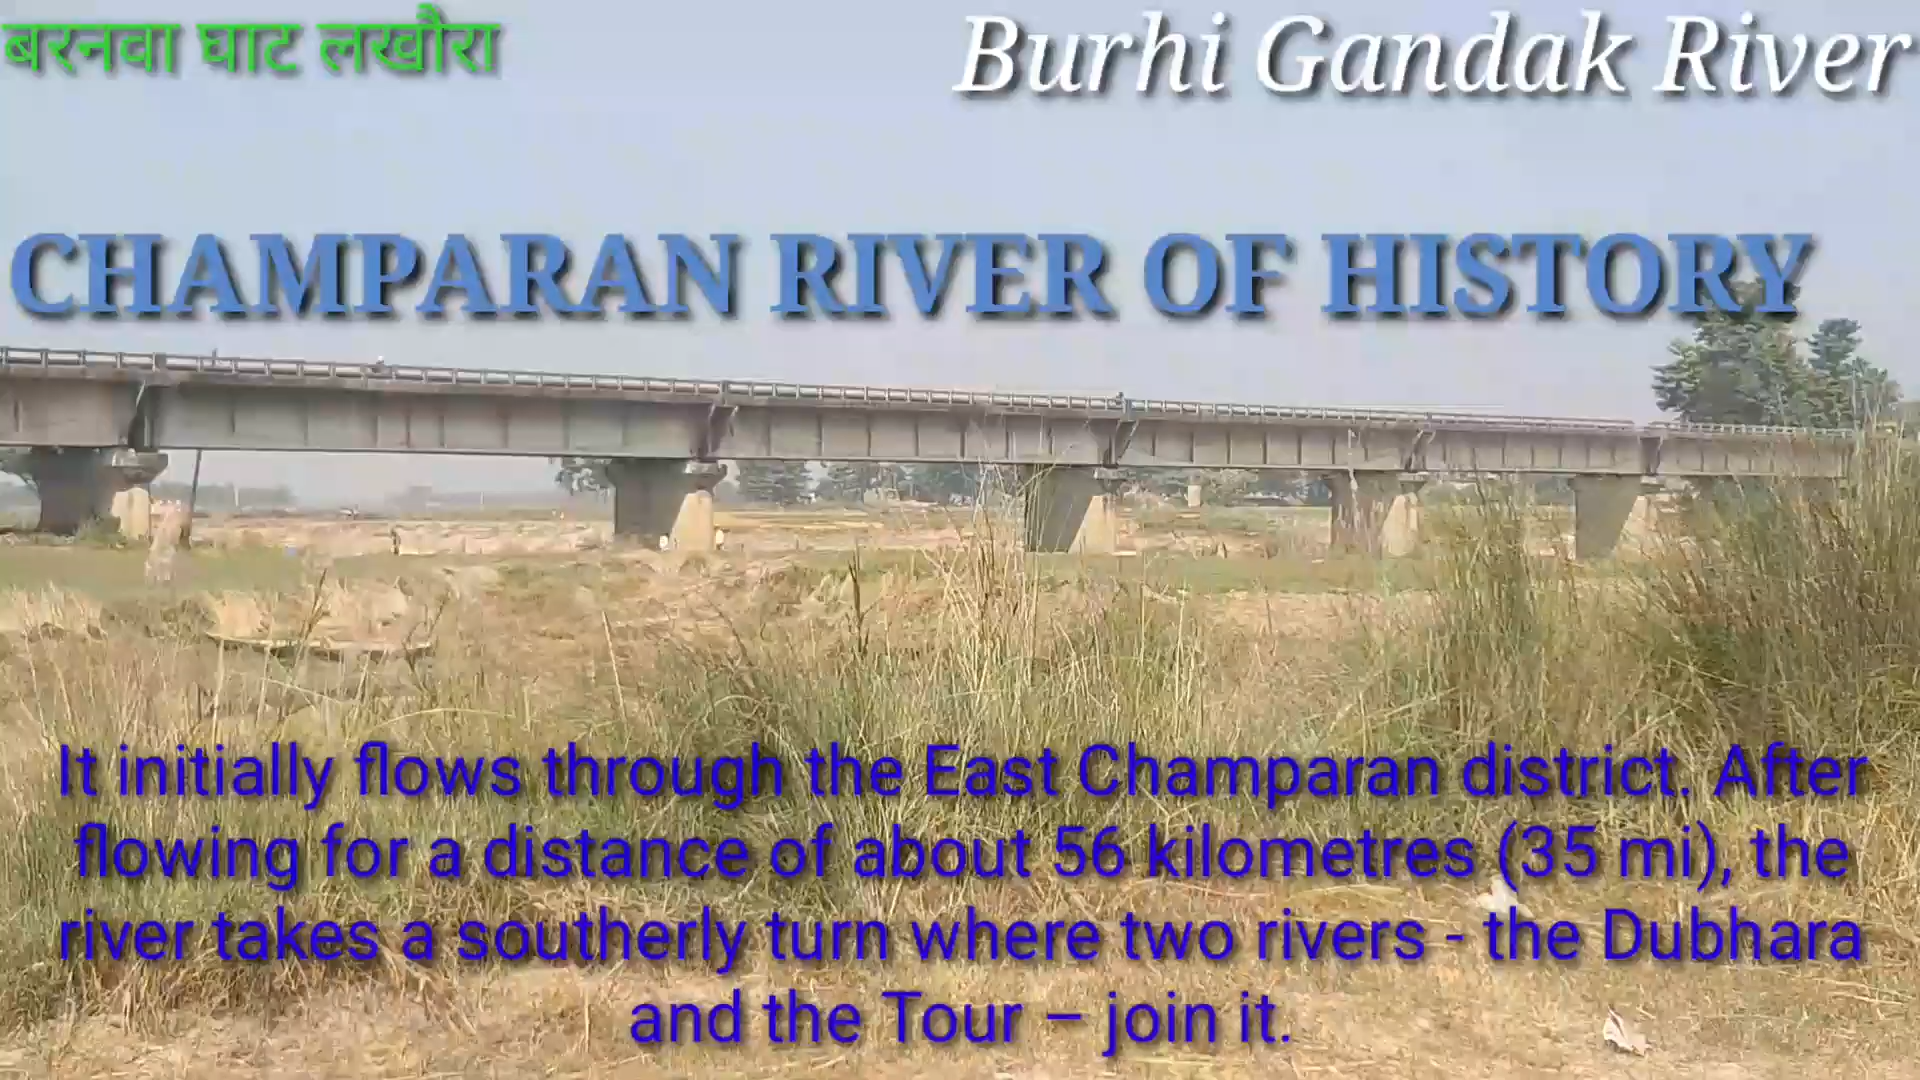 बरनवा घाट लखौरा
Burhi Gandak River
CHAMPARAN RIVER OF HISTORY
It initially flows through the East Champaran district. After
flowing for a distance of about 56 kilometres (35 mi), the
river takes a southerly turn where two rivers - the Dubhara
and the Tour – join it.